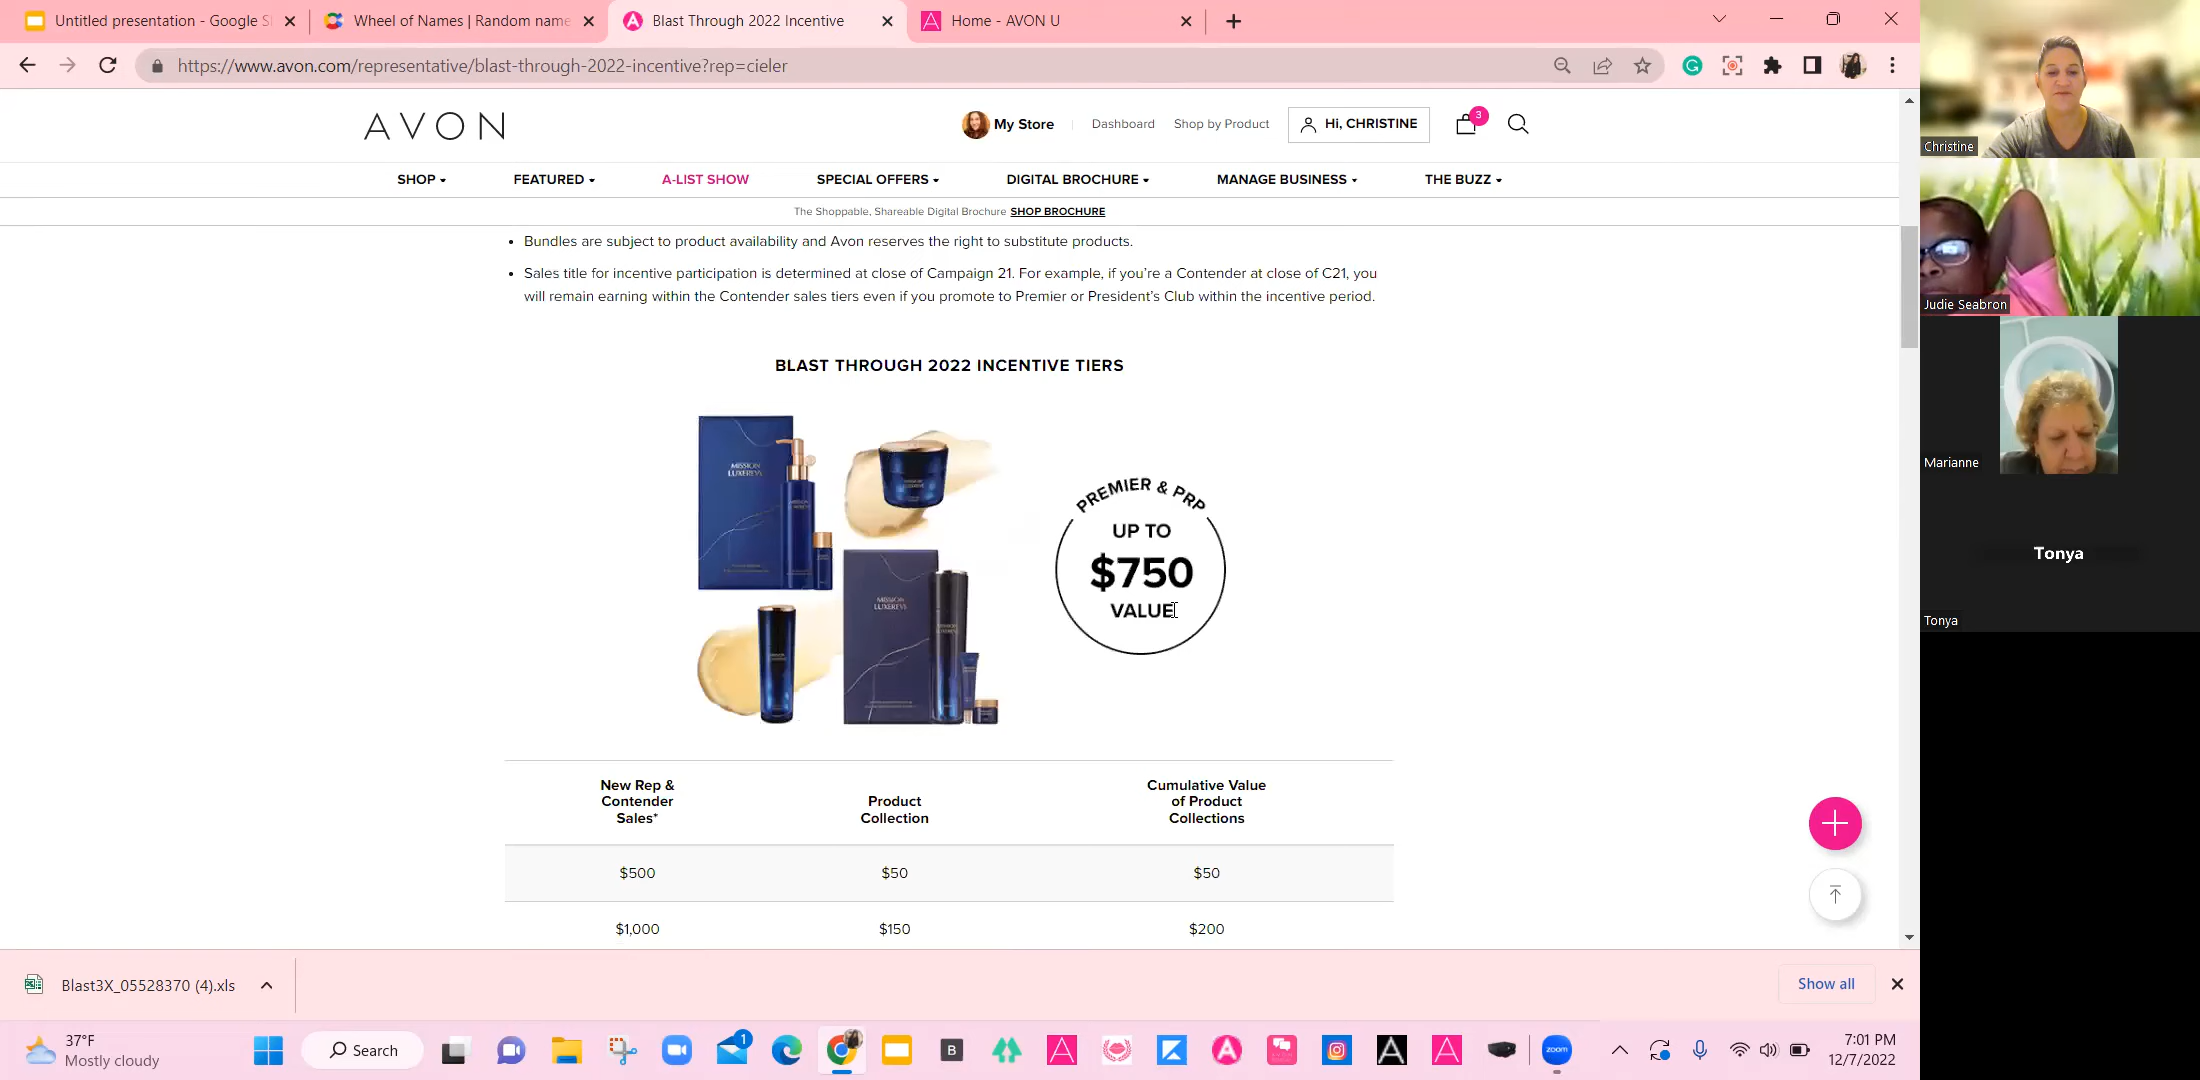 Untitled presentation - Google Sl
Wheel of Names | Random name
Blast Through 2022 Incentive
Home - AVON U
https://www.avon.com/representative/blast-through-2022-incentive?rep=cieler
AVON
My Store
Dashboard
Shop by Product
Hi, CHRISTINE
3
SHOP
FEATURED
A-LIST SHOW
SPECIAL OFFERS
DIGITAL BROCHURE
MANAGE BUSINESS
THE BUZZ
The Shoppable, Shareable Digital Brochure SHOP BROCHURE
• Bundles are subject to product availability and Avon reserves the right to substitute products.
• Sales title for incentive participation is determined at close of Campaign 21. For example, if you're a Contender at close of C21, you
will remain earning within the Contender sales tiers even if you promote to Premier or President's Club within the incentive period.
BLAST THROUGH 2022 INCENTIVE TIERS
MISSION
LUXEREVE
MISSION
LUXEREVE
PREMIER & PRP
UP TO
$750
VALUE
New Rep &
Contender
Sales*
Product
Collection
Cumulative Value
of Product
Collections
$500
$50
$50
$1,000
$150
$200
Blast3X_05528370 (4).xls
Show all
37°F
Mostly cloudy
Search
1
B
zoom
7:01 PM
12/7/2022
Christine
Judie Seabron
Marianne
Tonya
Tonya